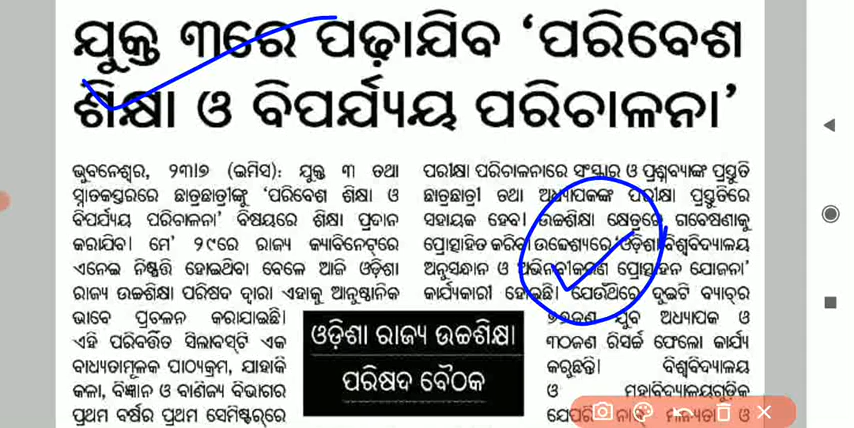 ଯୁକ୍ତ ୩ରେ ପଢ଼ାଯିବ ‘ପରିବେଶ
ଶିକ୍ଷା ଓ ବିପର୍ଯ୍ୟୟ ପରିଚାଳନା’
ଭୁବନେଶ୍ୱର, ୨୩।୭ (ଇମିସ): ଯୁକ୍ତ ୩ ତଥା
ସ୍ନାତକସ୍ତରରେ ଛାତ୍ରଛାତ୍ରୀଙ୍କୁ ‘ପରିବେଶ ଶିକ୍ଷା ଓ
ବିପର୍ଯ୍ୟୟ ପରିଚାଳନା’ ବିଷୟରେ ଶିକ୍ଷା ପ୍ରଦାନ
କରାଯିବ। ମେ’ ୨୯ରେ ରାଜ୍ୟ କ୍ୟାବିନେଟ୍‌ରେ
ଏନେଇ ନିଷ୍ପତ୍ତି ହୋଇଥିବା ବେଳେ ଆଜି ଓଡ଼ିଶା
ରାଜ୍ୟ ଉଚ୍ଚଶିକ୍ଷା ପରିଷଦ ଦ୍ୱାରା ଏହାକୁ ଆନୁଷ୍ଠାନିକ
ଭାବେ ପ୍ରଚଳନ କରାଯାଇଛି।
ଏହି ପରିବର୍ତ୍ତିତ ସିଲାବସ୍‌ଟି ଏକ
ବାଧ୍ୟତାମୂଳକ ପାଠ୍ୟକ୍ରମ, ଯାହାକି
କଳା, ବିଜ୍ଞାନ ଓ ବାଣିଜ୍ୟ ବିଭାଗର
ପ୍ରଥମ ବର୍ଷର ପ୍ରଥମ ସେମିଷ୍ଟର୍‌ରେ
ଓଡ଼ିଶା ରାଜ୍ୟ ଉଚ୍ଚଶିକ୍ଷା
ପରିଷଦ ବୈଠକ
ପରୀକ୍ଷା ପରିଚାଳନାରେ ସଂସ୍କାର ଓ ପ୍ରଶ୍ନବ୍ୟାଙ୍କ ପ୍ରସ୍ତୁତି
ଛାତ୍ରଛାତ୍ରୀ ତଥା ଅଧ୍ୟାପକଙ୍କ ପରୀକ୍ଷା ପ୍ରସ୍ତୁତିରେ
ସହାୟକ ହେବ। ଉଚ୍ଚଶିକ୍ଷା କ୍ଷେତ୍ରରେ ଗବେଷଣାକୁ
ପ୍ରୋତ୍ସାହିତ କରିବା ଉଦ୍ଦେଶ୍ୟରେ ‘ଓଡ଼ିଶା ବିଶ୍ୱବିଦ୍ୟାଳୟ
ଅନୁସନ୍ଧାନ ଓ ଅଭିନବୀକରଣ ପ୍ରୋତ୍ସାହନ ଯୋଜନା’
କାର୍ଯ୍ୟକାରୀ ହୋଇଛି। ଯେଉଁଥିରେ ଦୁଇଟି ବ୍ୟାଚ୍‌ର
ଯୁବ ଅଧ୍ୟାପକ ଓ
୩୦ଜଣ ରିସର୍ଚ୍ଚ ଫେଲୋ କାର୍ଯ୍ୟ
କରୁଛନ୍ତି। ବିଶ୍ୱବିଦ୍ୟାଳୟ
ଓ ମହାବିଦ୍ୟାଳୟଗୁଡ଼ିକ
ଯେପରି ମାନ୍ୟତା ଓ